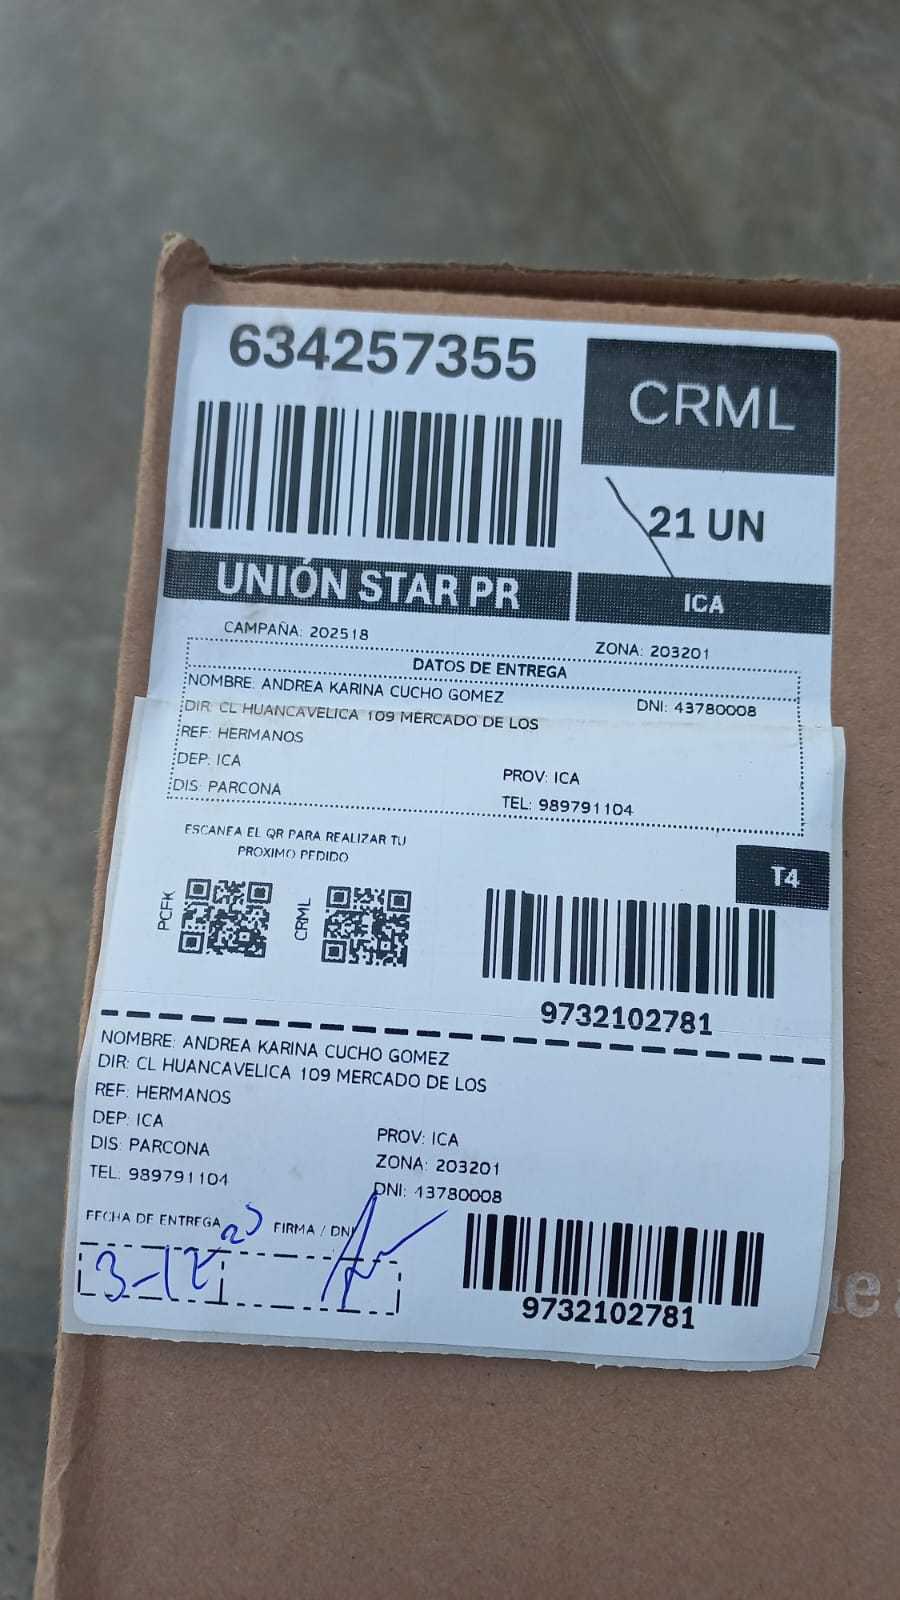 634257355
CRML
21 UN
UNIÓN STAR PR
ICA
CAMPAÑA: 202518
ZONA: 203201
DATOS DE ENTREGA
NOMBRE: ANDREA KARINA CUCHO GOMEZ
DNI: 43780008
DIR: CL HUANCAVELICA 109 MERCADO DE LOS
REF: HERMANOS
DEP: ICA
PROV: ICA
DIS: PARCONA
TEL: 989791104
ESCANEA EL QR PARA REALIZAR TU
PROXIMO PEDIDO
T4
PCFK
CRML
9732102781
NOMBRE: ANDREA KARINA CUCHO GOMEZ
DIR: CL HUANCAVELICA 109 MERCADO DE LOS
REF: HERMANOS
DEP: ICA
PROV: ICA
DIS: PARCONA
ZONA: 203201
TEL: 989791104
DNI: 43780008
FECHA DE ENTREGA
FIRMA / DNI
3-12
9732102781